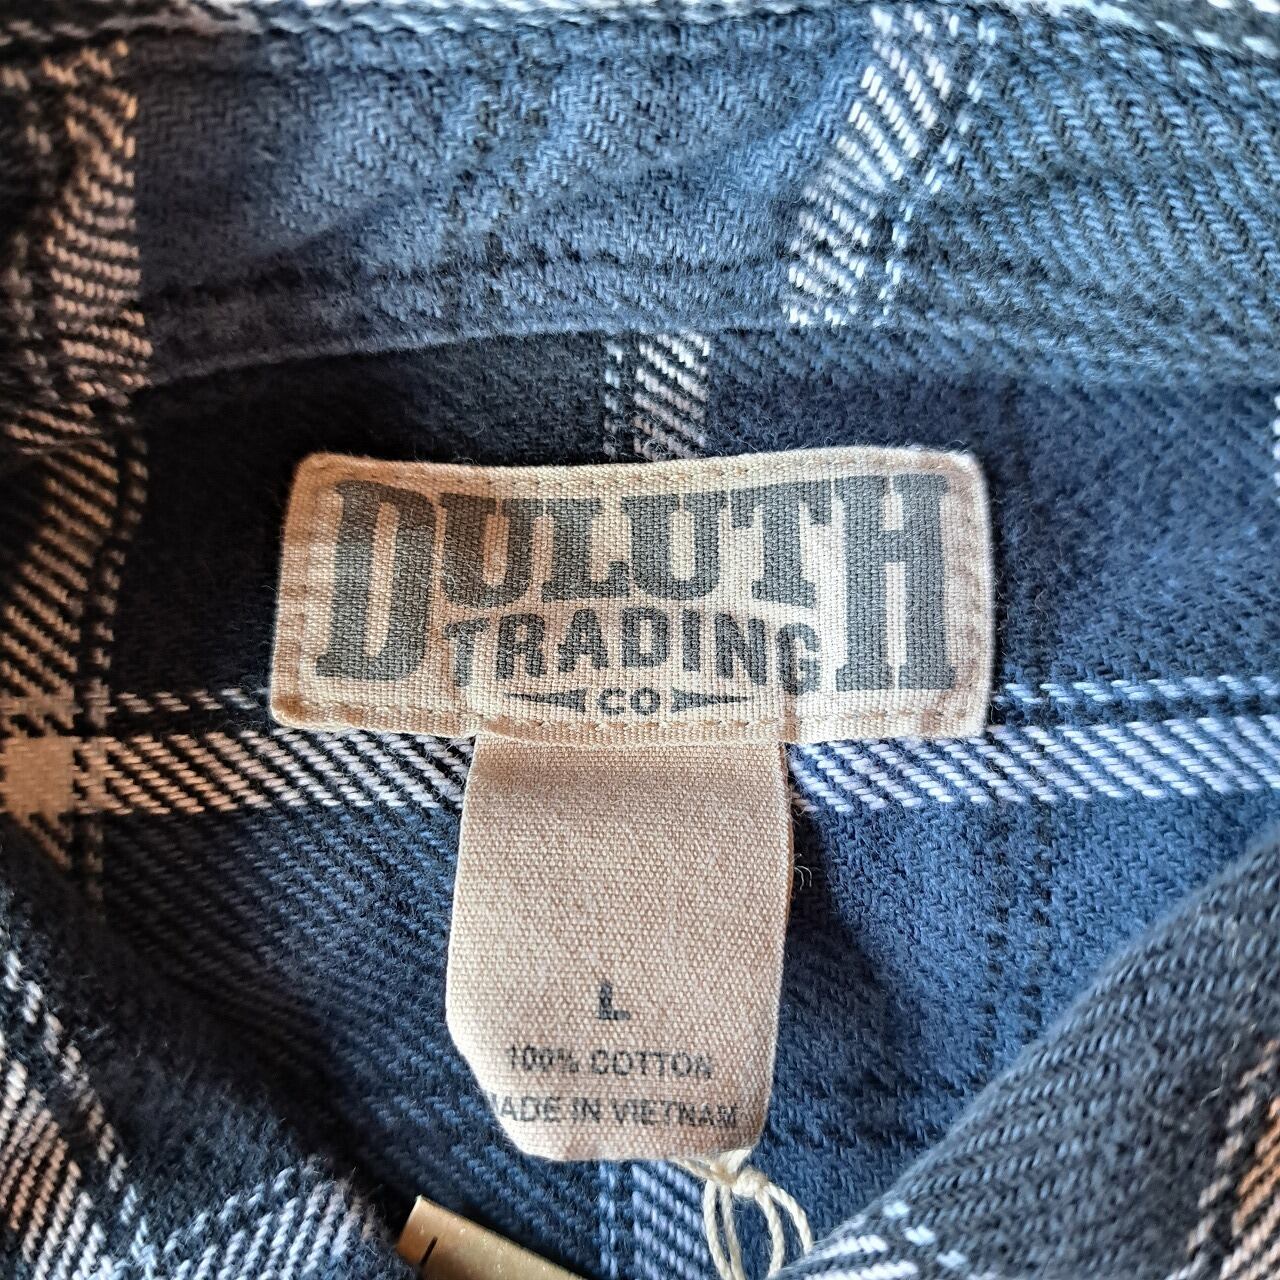 DULUTH
TRADING
CO
L
100% COTTON
MADE IN VIETNAM